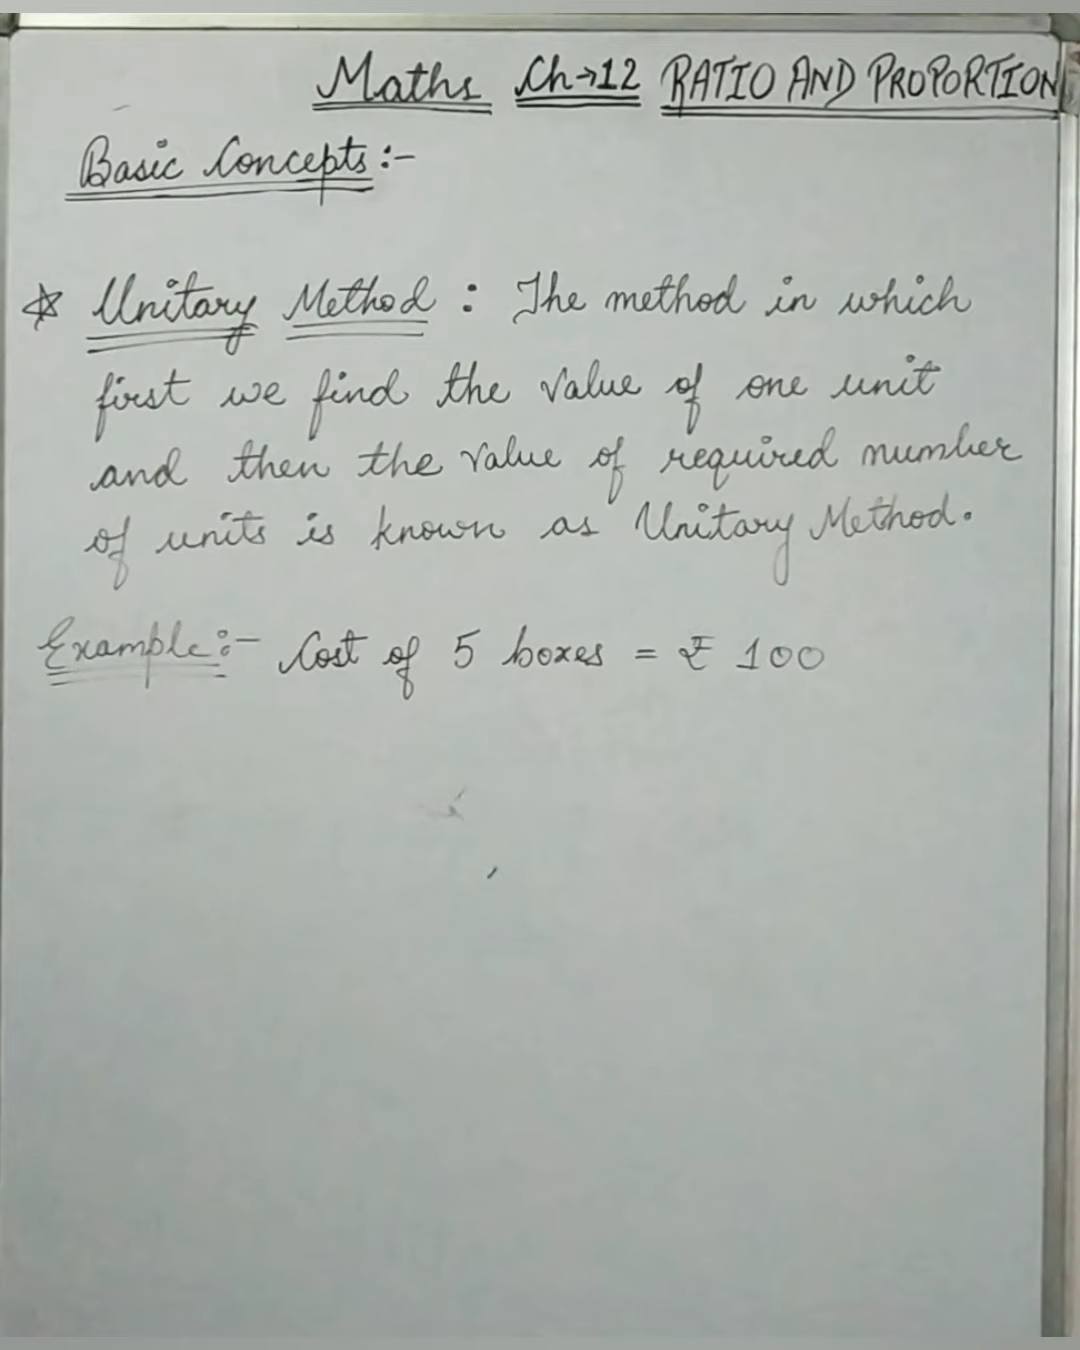 Maths Ch→12 RATIO AND PROPORTION
Basic Concepts:-
☆ Unitary Method : The method in which
first we find the value of one unit
and then the value of required number
of units is known as Unitary Method.
Example:- Cost of 5 boxes = ₹ 100